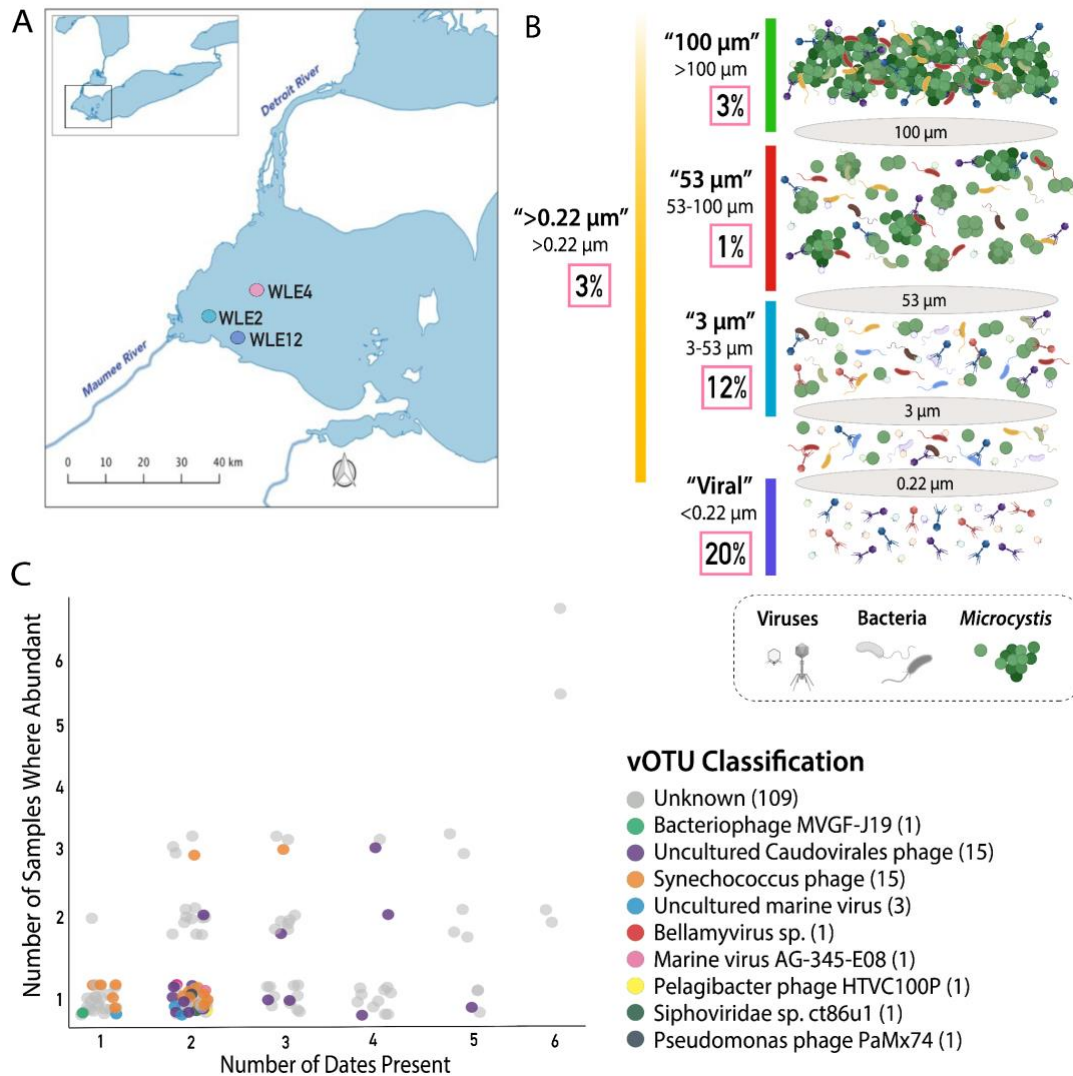 A
Detroit River
WLE4
WLE2
WLE12
Maumee River
0 10 20 40 km
B
“100 µm”
>100 µm
3%
100 µm
“53 µm”
53-100 µm
1%
“>0.22 µm”
>0.22 µm
3%
53 µm
“3 µm”
3-53 µm
12%
3 µm
0.22 µm
“Viral”
<0.22 µm
20%
Viruses Bacteria Microcystis
C
Number of Samples Where Abundant
6
5
4
3
2
1
1 2 3 4 5 6
Number of Dates Present
vOTU Classification
Unknown (109)
Bacteriophage MVGF-J19 (1)
Uncultured Caudovirales phage (15)
Synechococcus phage (15)
Uncultured marine virus (3)
Bellamyvirus sp. (1)
Marine virus AG-345-E08 (1)
Pelagibacter phage HTVC100P (1)
Siphoviridae sp. ct86u1 (1)
Pseudomonas phage PaMx74 (1)